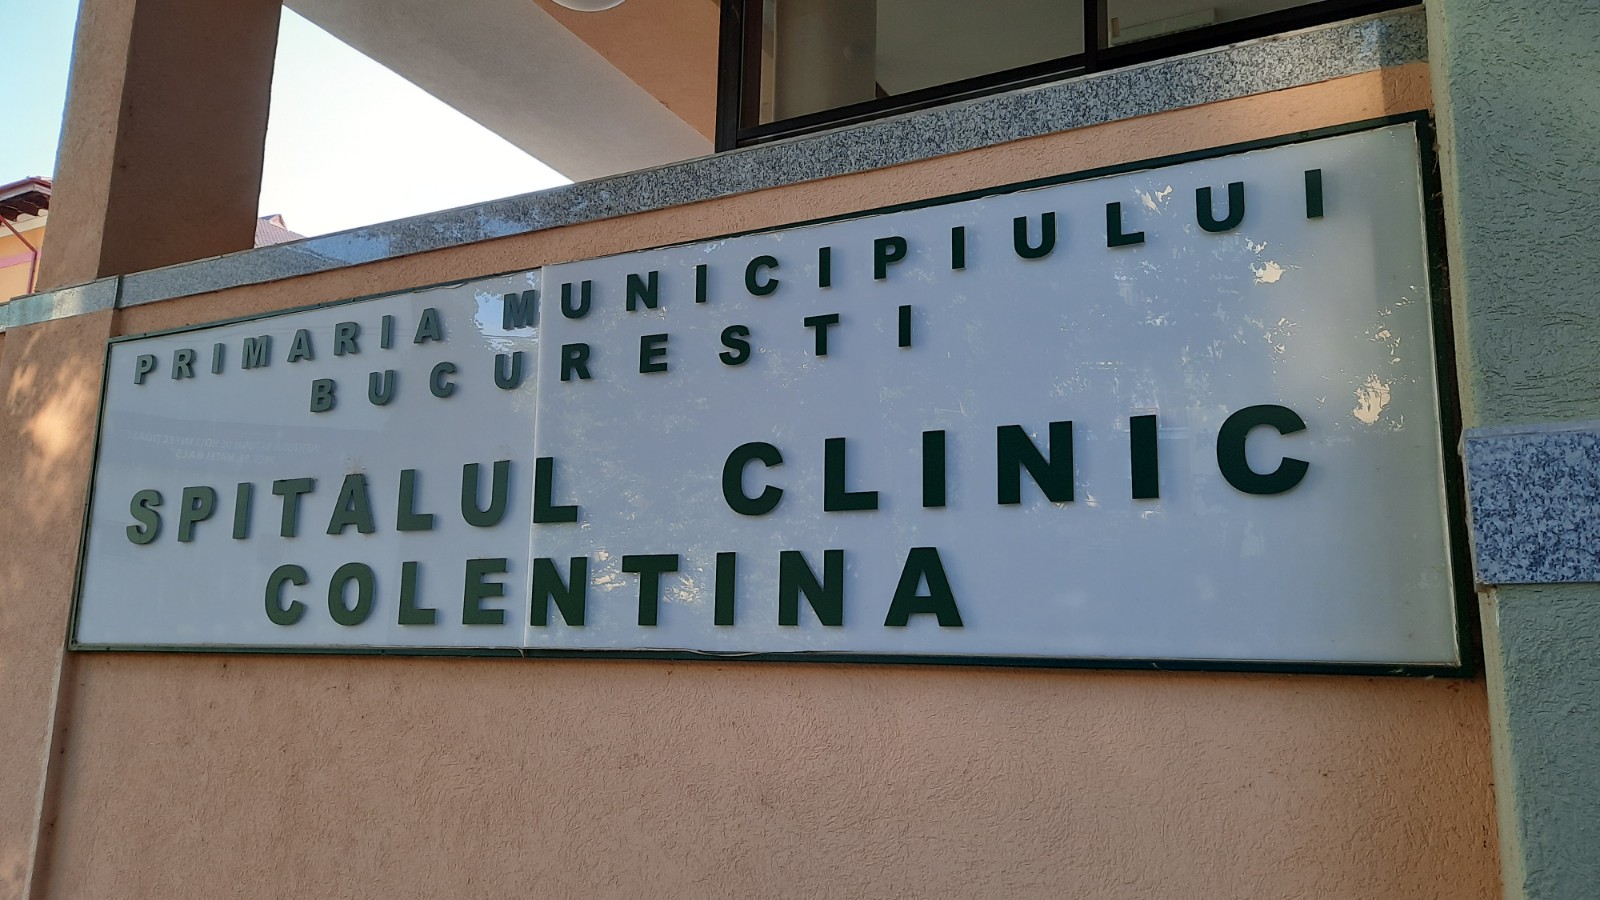 PRIMARIA MUNICIPIULUI
BUCURESTI
SPITALUL CLINIC
COLENTINA